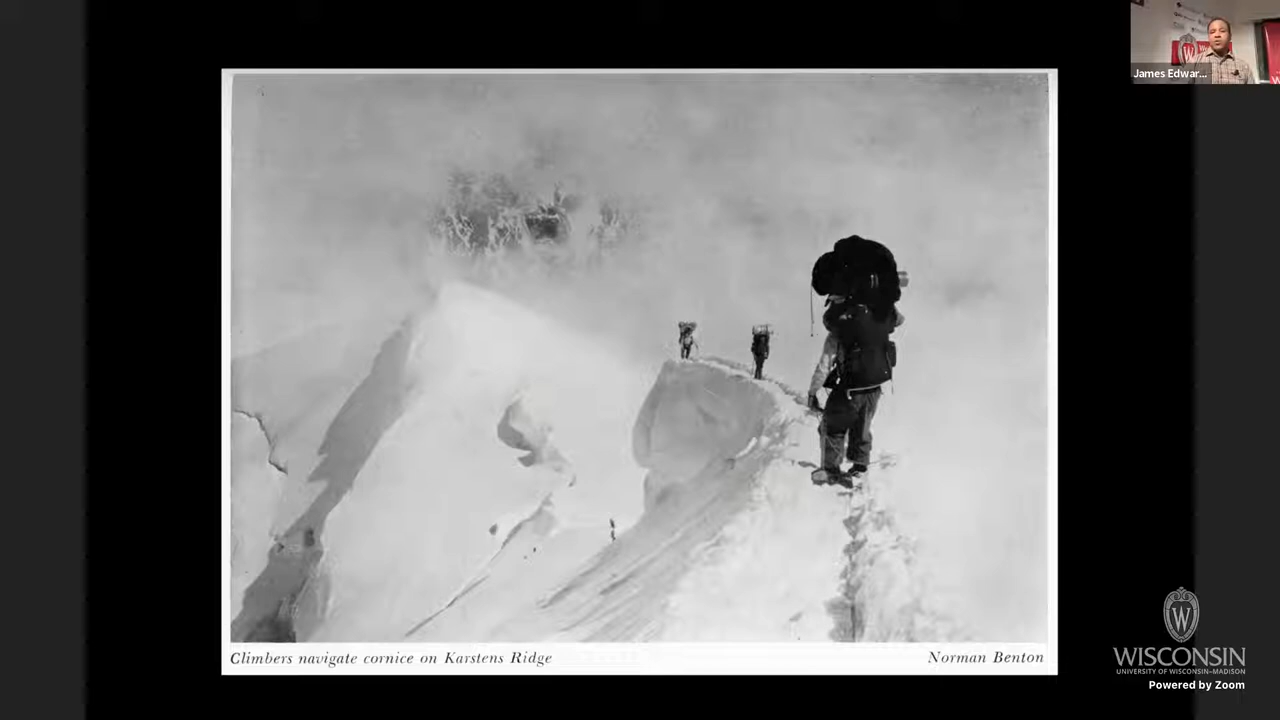 James Edwar...
Climbers navigate cornice on Karstens Ridge
Norman Benton
W
WISCONSIN
UNIVERSITY OF WISCONSIN–MADISON
Powered by Zoom